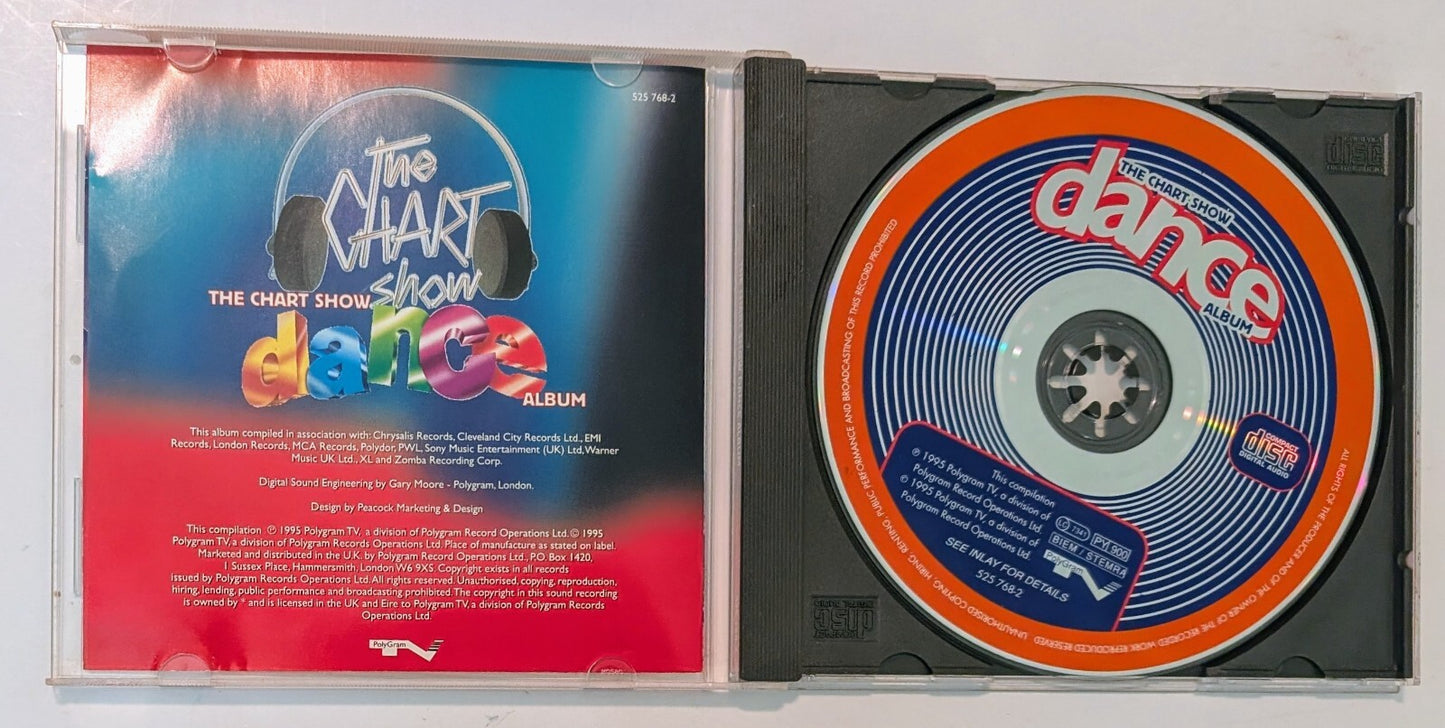 525 768-2
the
CHART
show
THE CHART SHOW
dance
ALBUM
This album compiled in association with: Chrysalis Records, Cleveland City Records Ltd., EMI
Records, London Records, MCA Records, Polydor, PWL, Sony Music Entertainment (UK) Ltd, Warner
Music UK Ltd., XL and Zomba Recording Corp.
Digital Sound Engineering by Gary Moore - Polygram, London.
Design by Peacock Marketing & Design
This compilation ℗ 1995 Polygram TV, a division of Polygram Record Operations Ltd. © 1995
Polygram TV, a division of Polygram Records Operations Ltd. Place of manufacture as stated on label.
Marketed and distributed in the U.K. by Polygram Record Operations Ltd., P.O. Box 1420,
1 Sussex Place, Hammersmith, London W6 9XS. Copyright exists in all records
issued by Polygram Records Operations Ltd. All rights reserved. Unauthorised, copying, reproduction,
hiring, lending, public performance and broadcasting prohibited. The copyright in this sound recording
is owned by * and is licensed in the UK and Eire to Polygram TV, a division of Polygram Records
Operations Ltd.
PolyGram
THE CHART SHOW
dance
ALBUM
COMPACT
disc
DIGITAL AUDIO
This compilation
℗ 1995 Polygram TV, a division of
Polygram Record Operations Ltd
© 1995 Polygram TV, a division of
Polygram Record Operations Ltd.
LC 7341
PY 900
BIEM / STEMRA
SEE INLAY FOR DETAILS
525 768-2
PolyGram
ALL RIGHTS OF THE PRODUCER AND OF THE OWNER OF THE RECORDED WORK REPRODUCED RESERVED UNAUTHORISED COPYING, HIRING, RENTING, PUBLIC PERFORMANCE AND BROADCASTING OF THIS RECORD PROHIBITED
disc
DIGITAL AUDIO
COMPACT
disc
DIGITAL AUDIO